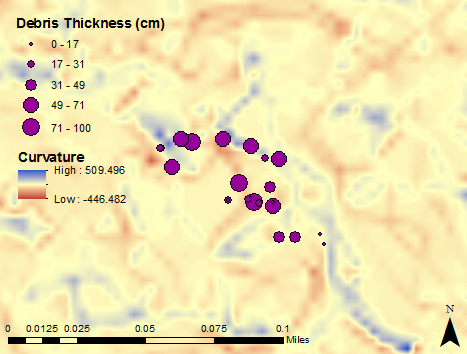 Debris Thickness (cm)
0 - 17
17 - 31
31 - 49
49 - 71
71 - 100
Curvature
High : 509.496
Low : -446.482
N
0 0.0125 0.025 0.05 0.075 0.1
Miles